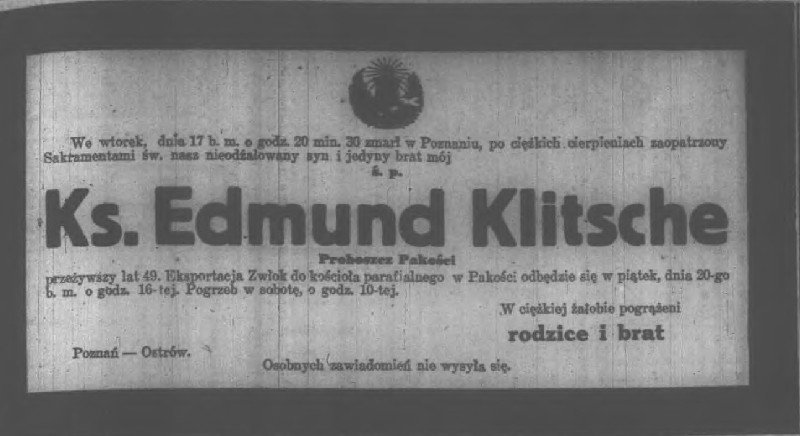 We wtorek, dnia 17 b. m. o godz. 20 min. 30 zmarł w Poznaniu, po ciężkich cierpieniach zaopatrzony
Sakramentami św. nasz nieodżałowany syn i jedyny brat mój
ś. p.
Ks. Edmund Klitsche
Proboszcz Pakości
przeżywszy lat 49. Eksportacja Zwłok do kościoła parafialnego w Pakości odbędzie się w piątek, dnia 20-go
b. m. o godz. 16-tej. Pogrzeb w sobotę, o godz. 10-tej.
W ciężkiej żałobie pogrążeni
rodzice i brat
Poznań — Ostrów.
Osobnych zawiadomień nie wysyła się.